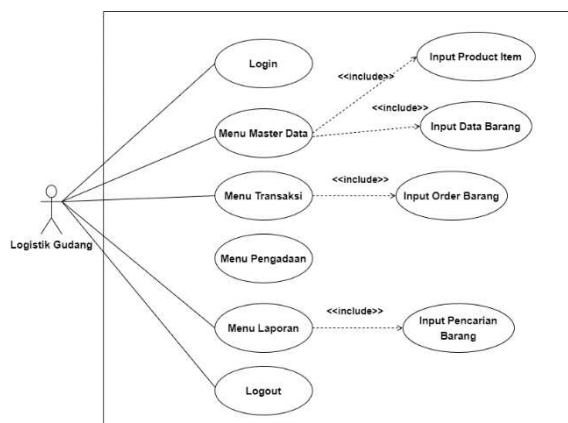 Login
Input Product Item
<<include>>
<<include>>
Menu Master Data
Input Data Barang
Logistik Gudang
Menu Transaksi
<<include>>
Input Order Barang
Menu Pengadaan
<<include>>
Menu Laporan
Input Pencarian
Barang
Logout